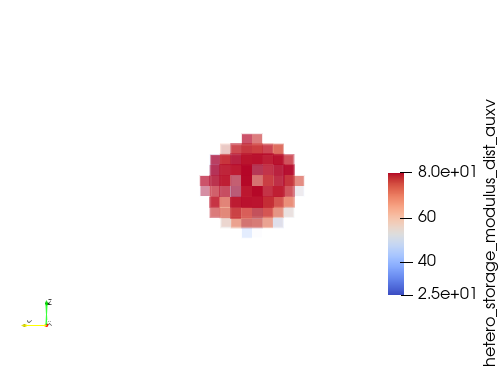 8.0e+01
60
40
2.5e+01
hetero_storage_modulus_dist_auxv
Z
Y
X